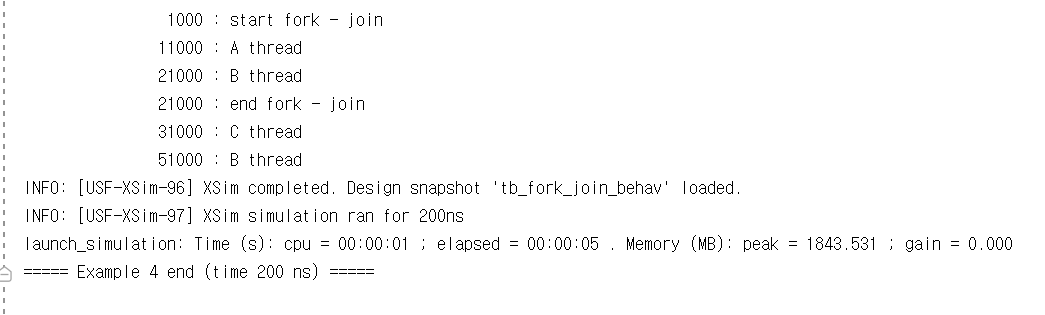 1000 : start fork - join
11000 : A thread
21000 : B thread
21000 : end fork - join
31000 : C thread
51000 : B thread
INFO: [USF-XSim-96] XSim completed. Design snapshot 'tb_fork_join_behav' loaded.
INFO: [USF-XSim-97] XSim simulation ran for 200ns
launch_simulation: Time (s): cpu = 00:00:01 ; elapsed = 00:00:05 . Memory (MB): peak = 1843.531 ; gain = 0.000
===== Example 4 end (time 200 ns) =====